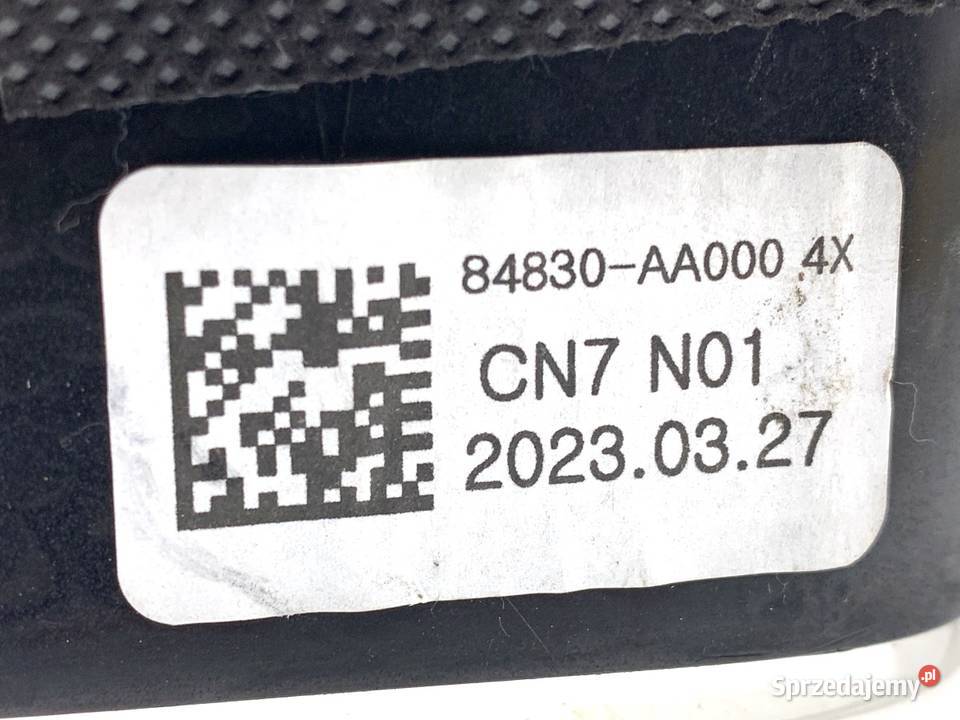 84830-AA000 4X
CN7 N01
2023.03.27
Sprzedajemy.pl